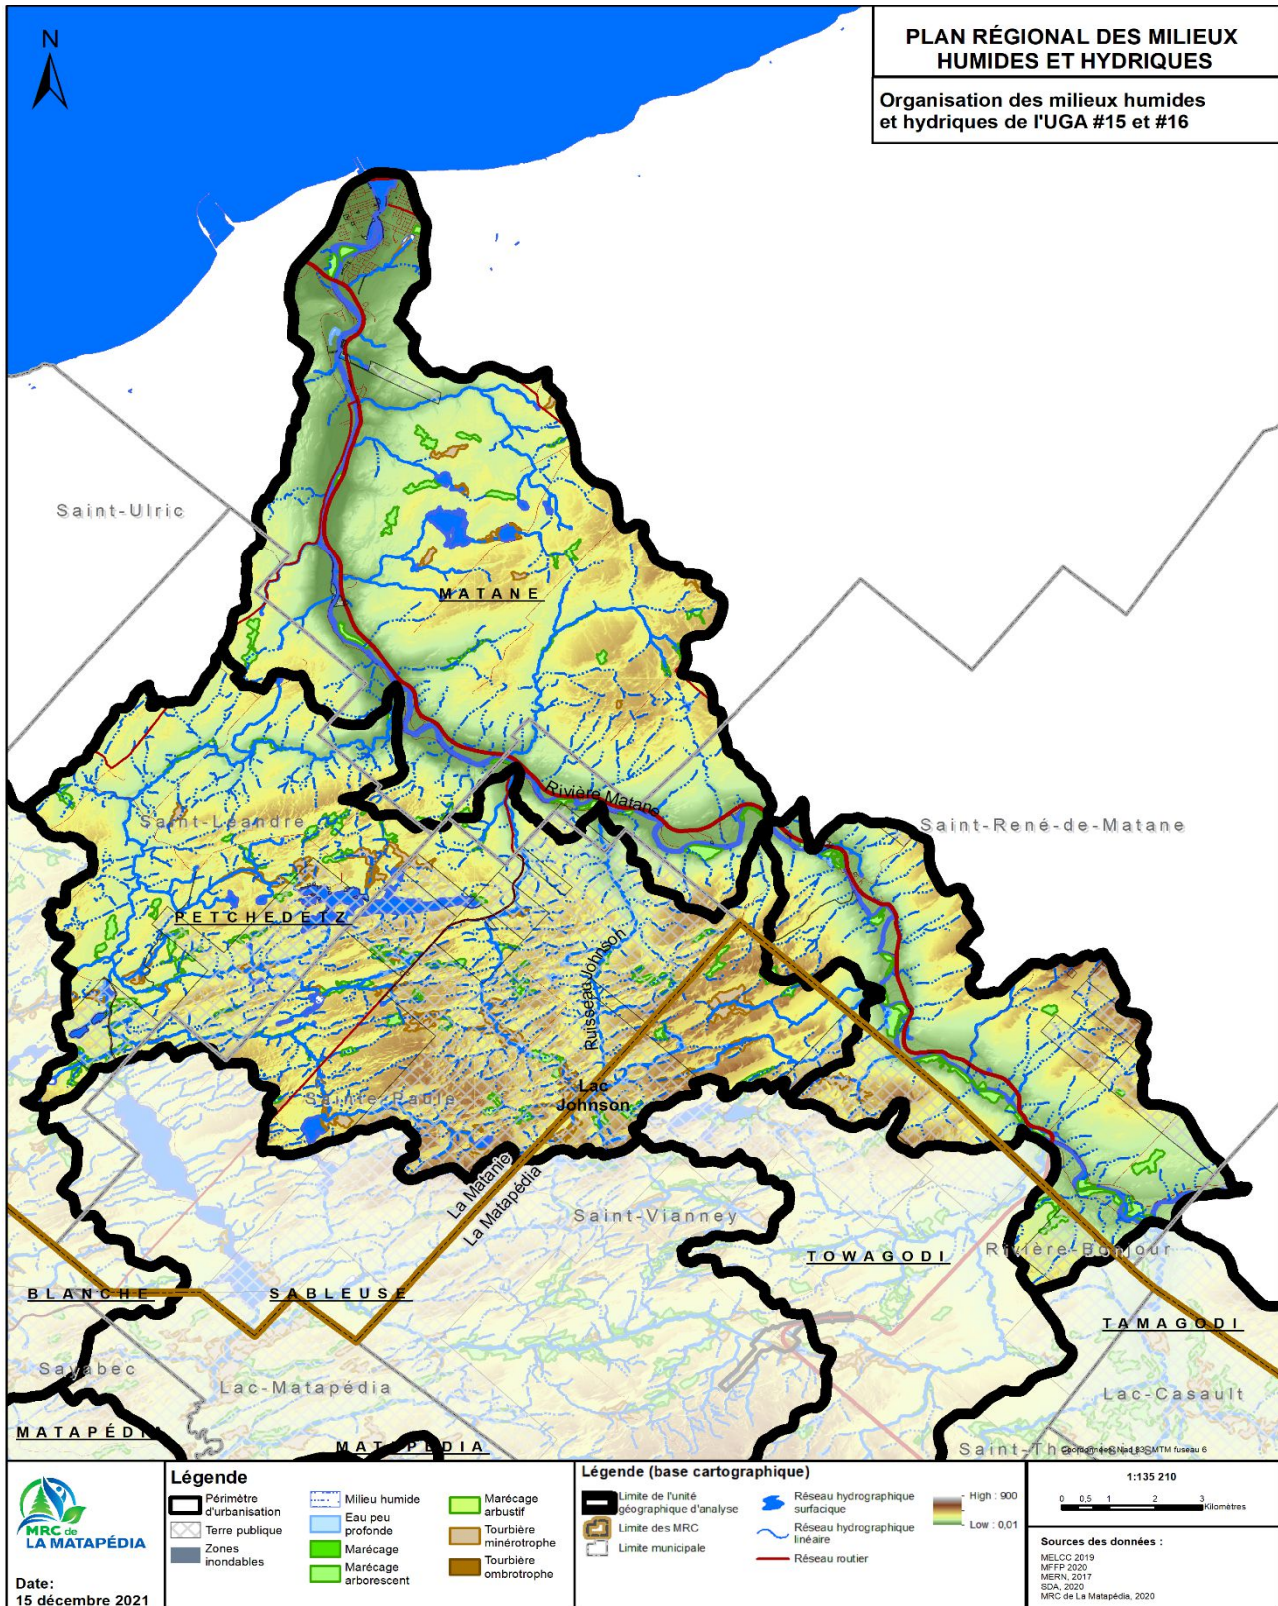 PLAN RÉGIONAL DES MILIEUX
HUMIDES ET HYDRIQUES
Organisation des milieux humides
et hydriques de l'UGA #15 et #16
N
Saint-Ulric
MATANE
Rivière Matane
Saint-Léandre
Saint-René-de-Matane
PETCHEDETZ
Ruisseau Johnson
Sainte-Paule
Lac
Johnson
La Matanie
La Matapédia
Saint-Vianney
TOWAGODI
Rivière-Bonjour
BLANCHE
SABLEUSE
TAMAGODI
Sayabec
Lac-Matapédia
Lac-Casault
MATAPÉDIA
MATAPÉDIA
Coordonnées Nad 83, MTM fuseau 6
MRC de
LA MATAPÉDIA
Date:
15 décembre 2021
Légende
Périmètre
d'urbanisation
Terre publique
Zones
inondables
Milieu humide
Eau peu
profonde
Marécage
Marécage
arborescent
Marécage
arbustif
Tourbière
minérotrophe
Tourbière
ombrotrophe
Légende (base cartographique)
Limite de l'unité
géographique d'analyse
Limite des MRC
Limite municipale
Réseau hydrographique
surfacique
Réseau hydrographique
linéaire
Réseau routier
High : 900
Low : 0,01
1:135 210
0 0,5 1 2 3
Kilomètres
Sources des données :
MELCC 2019
MFFP 2020
MERN, 2017
SDA, 2020
MRC de La Matapédia, 2020